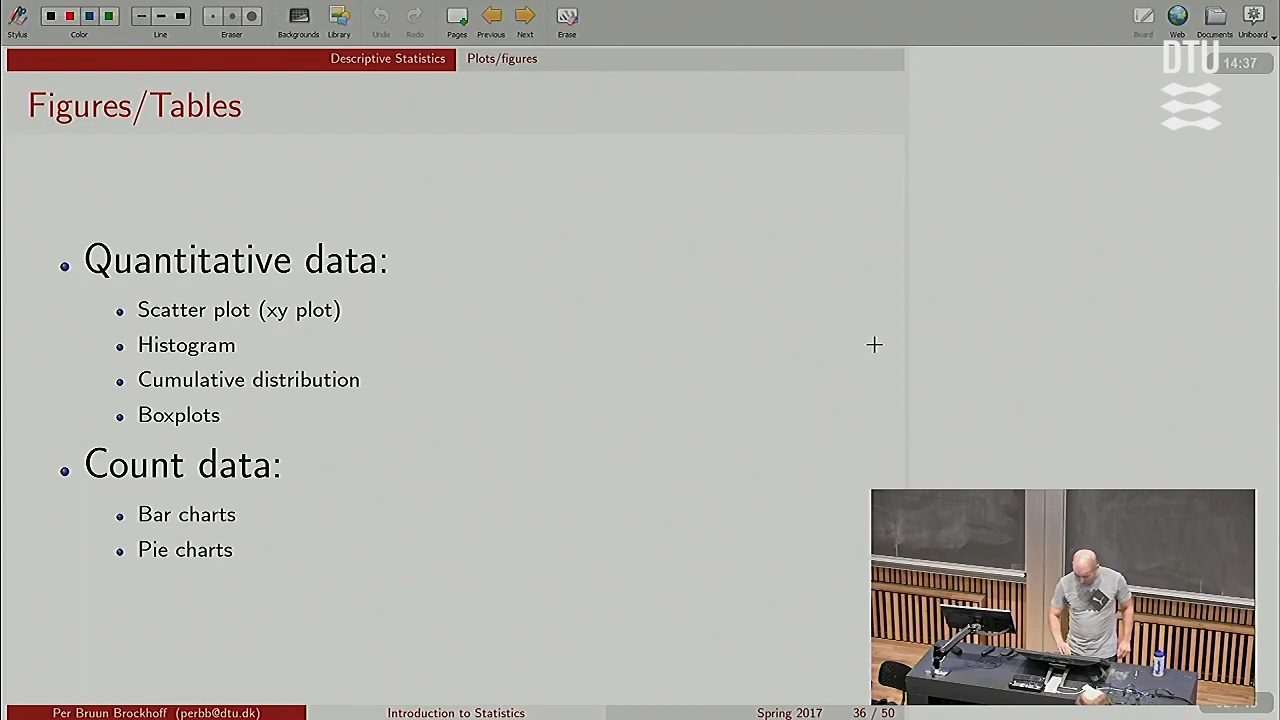 Stylus
Color
Line
Eraser
Backgrounds
Library
Undo
Redo
Pages
Previous
Next
Erase
Board
Web
Documents
Uniboard
Descriptive Statistics
Plots/figures
DTU
14:37
Figures/Tables
Quantitative data:
Scatter plot (xy plot)
Histogram
Cumulative distribution
Boxplots
Count data:
Bar charts
Pie charts
Per Bruun Brockhoff (perbb@dtu.dk)
Introduction to Statistics
Spring 2017
36 / 50